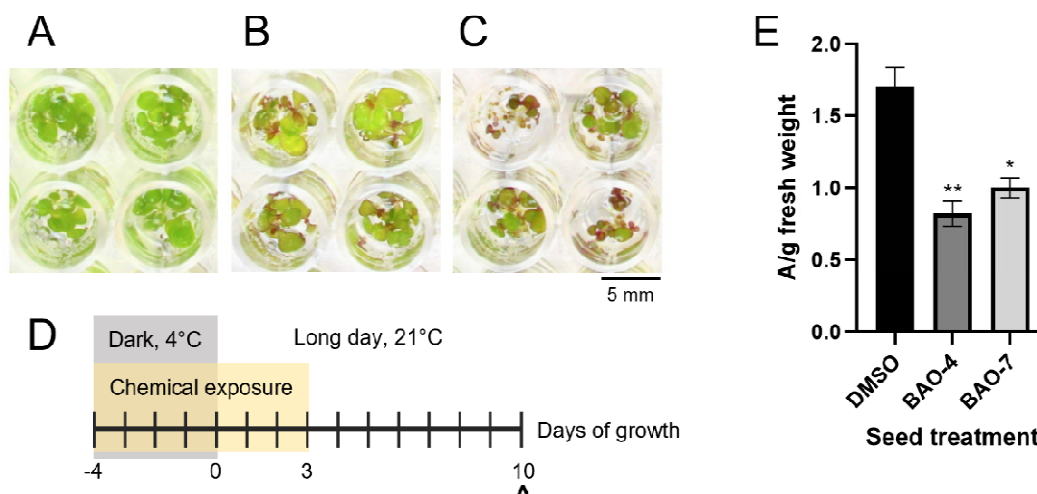 A
B
C
5 mm
D
Dark, 4°C
Long day, 21°C
Chemical exposure
Days of growth
-4
0
3
10
E
A/g fresh weight
2.0
1.5
1.0
0.5
0.0
**
*
DMSO
BAO-4
BAO-7
Seed treatment